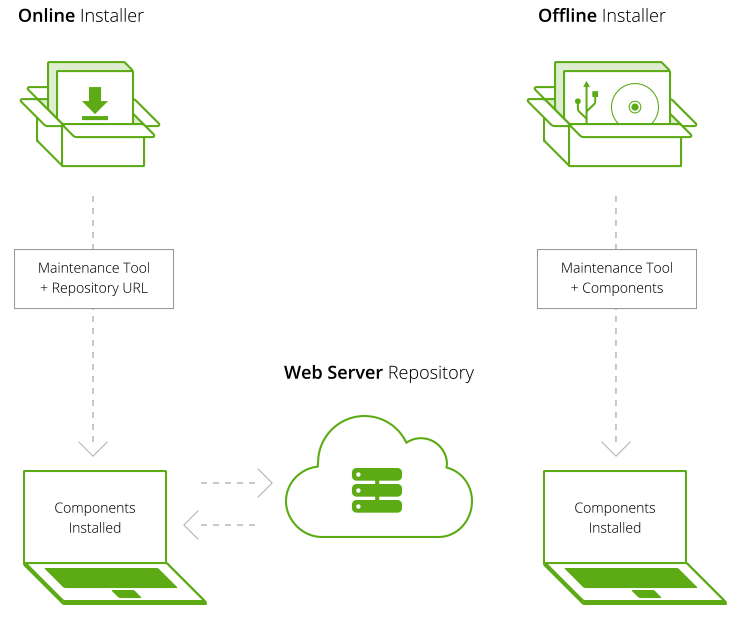 Online Installer
Offline Installer
Maintenance Tool
+ Repository URL
Maintenance Tool
+ Components
Web Server Repository
Components
Installed
Components
Installed